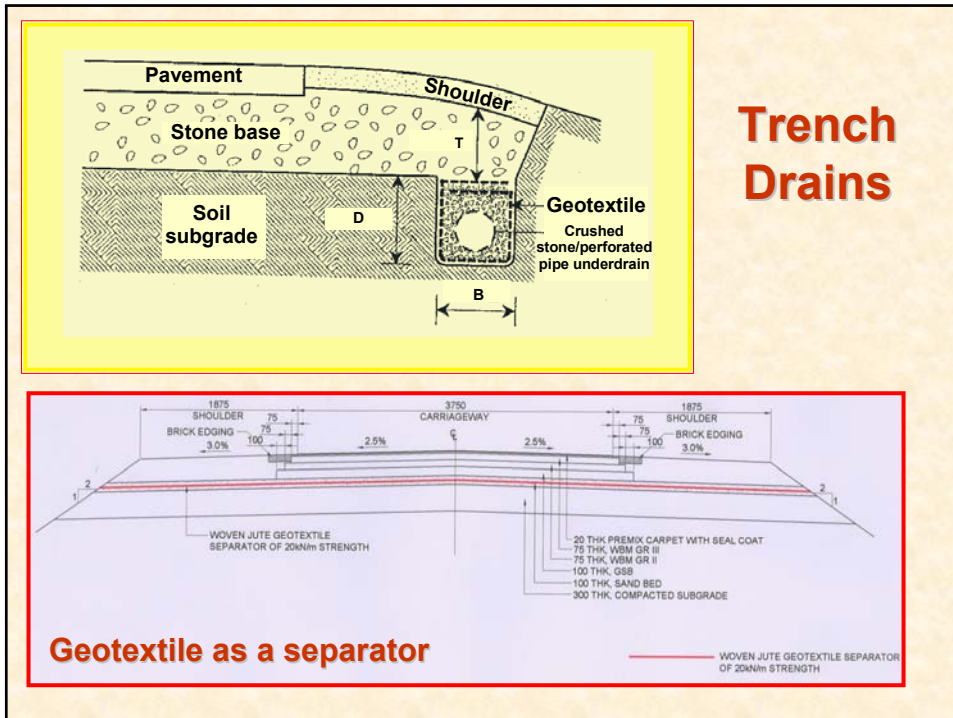 Trench
Drains
Pavement
Shoulder
Stone base
T
Soil
subgrade
D
Geotextile
Crushed
stone/perforated
pipe underdrain
B
1875
SHOULDER
3750
CARRIAGEWAY
1875
SHOULDER
75
75
100
BRICK EDGING
3.0%
2.5%
℄
2.5%
75
75
100
BRICK EDGING
3.0%
2
1
2
1
WOVEN JUTE GEOTEXTILE
SEPARATOR OF 20kN/m STRENGTH
20 THK PREMIX CARPET WITH SEAL COAT
75 THK, WBM GR III
75 THK, WBM GR II
100 THK, GSB
100 THK, SAND BED
300 THK, COMPACTED SUBGRADE
Geotextile as a separator
WOVEN JUTE GEOTEXTILE SEPARATOR
OF 20kN/m STRENGTH